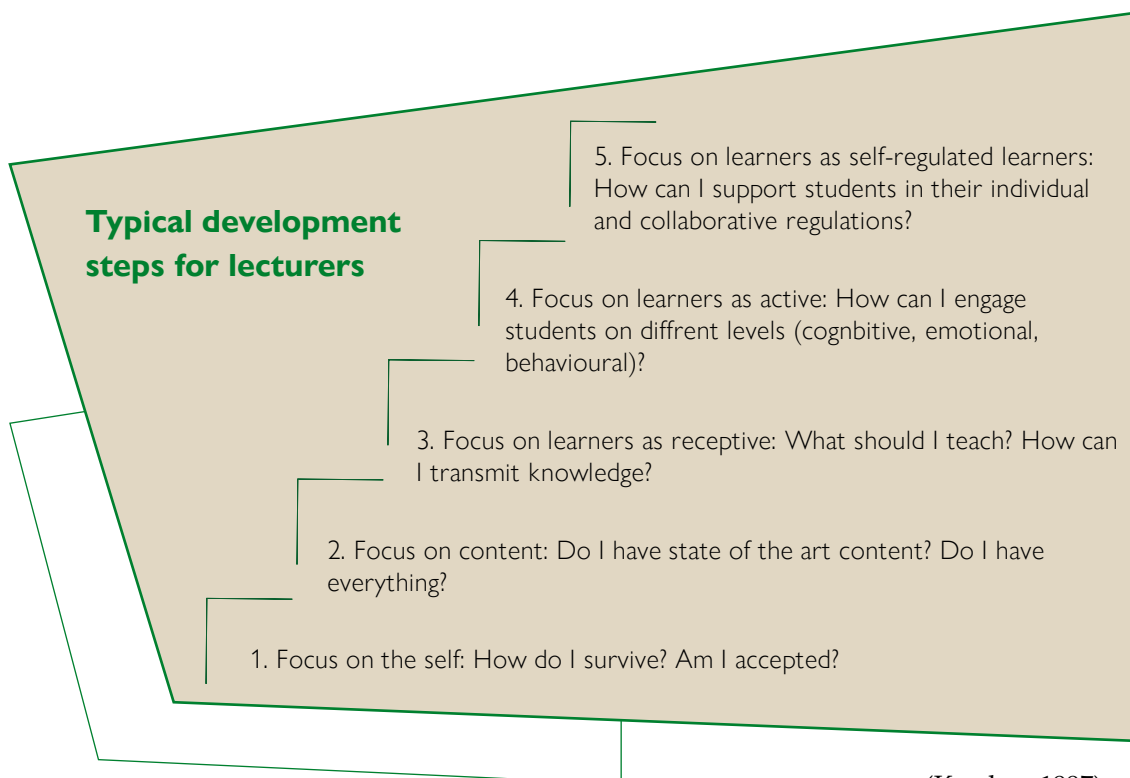 Typical development
steps for lecturers
5. Focus on learners as self-regulated learners:
How can I support students in their individual
and collaborative regulations?
4. Focus on learners as active: How can I engage
students on diffrent levels (cognbitive, emotional,
behavioural)?
3. Focus on learners as receptive: What should I teach? How can
I transmit knowledge?
2. Focus on content: Do I have state of the art content? Do I have
everything?
1. Focus on the self: How do I survive? Am I accepted?